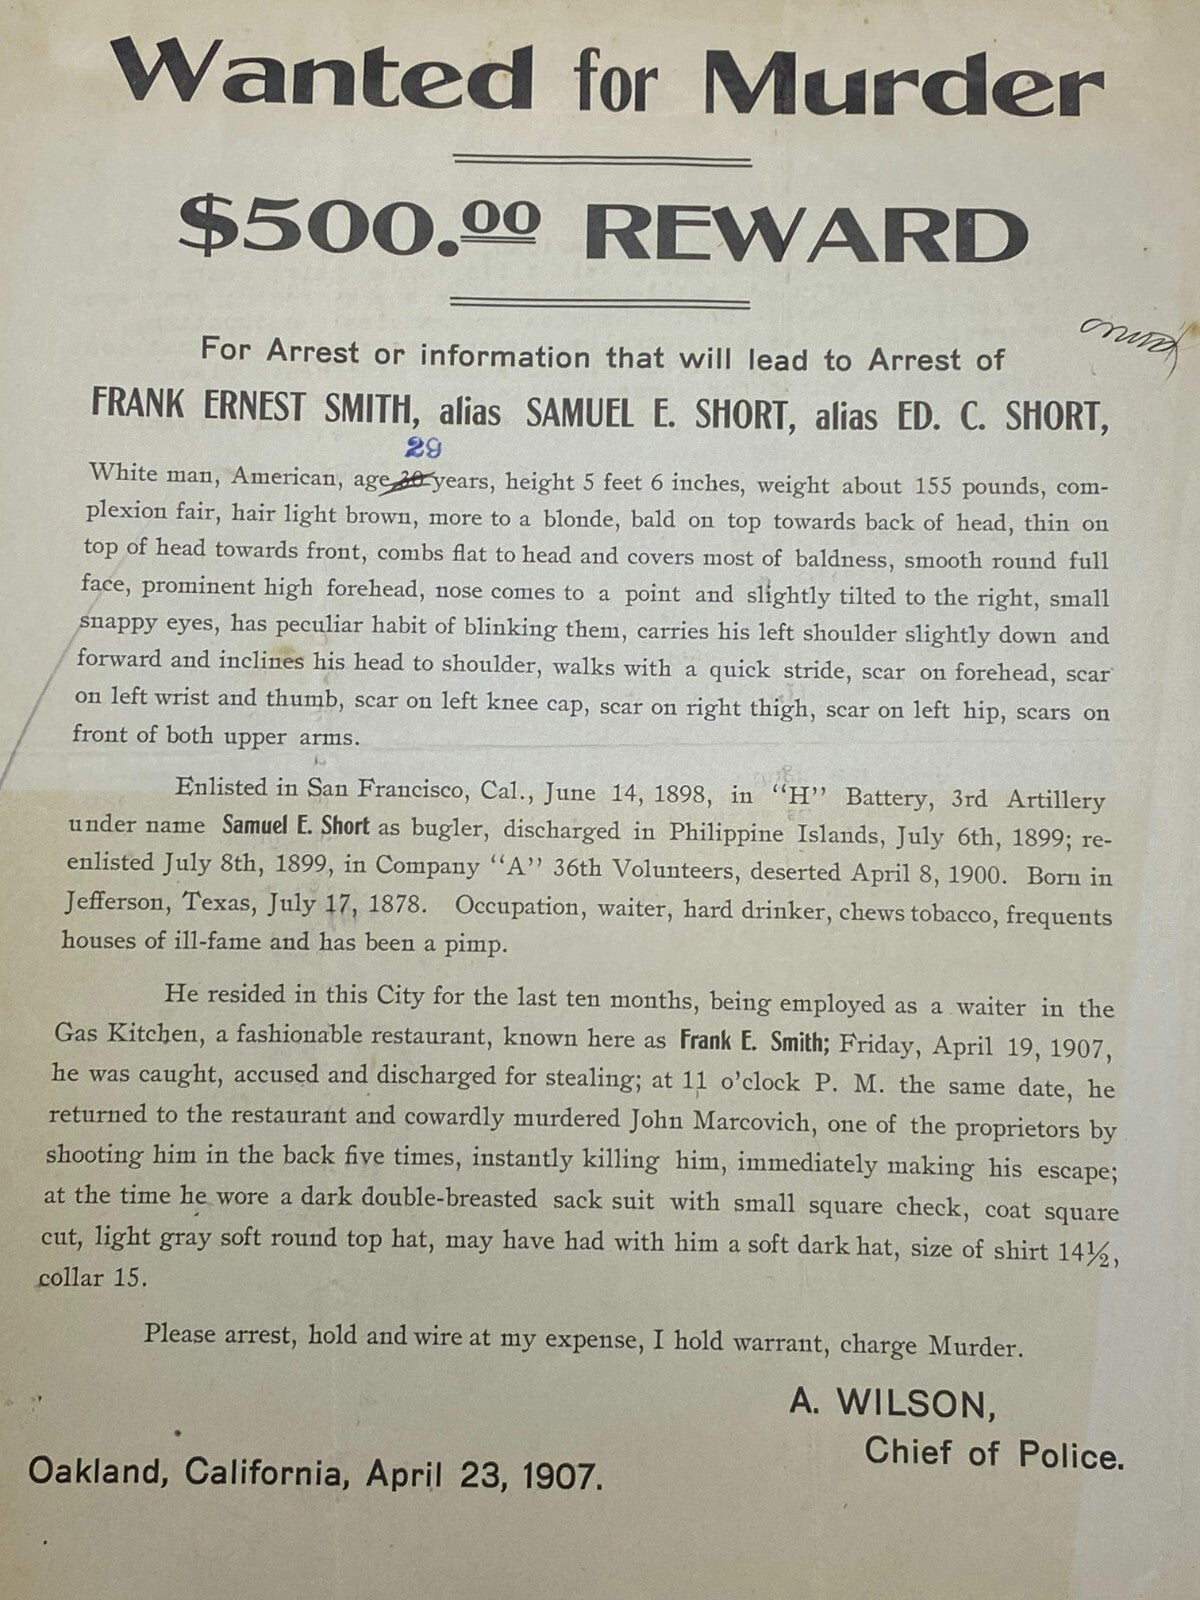 Wanted for Murder
$500.00 REWARD
For Arrest or information that will lead to Arrest of
FRANK ERNEST SMITH, alias SAMUEL E. SHORT, alias ED. C. SHORT,
29
White man, American, age 30 years, height 5 feet 6 inches, weight about 155 pounds, com-
plexion fair, hair light brown, more to a blonde, bald on top towards back of head, thin on
top of head towards front, combs flat to head and covers most of baldness, smooth round full
face, prominent high forehead, nose comes to a point and slightly tilted to the right, small
snappy eyes, has peculiar habit of blinking them, carries his left shoulder slightly down and
forward and inclines his head to shoulder, walks with a quick stride, scar on forehead, scar
on left wrist and thumb, scar on left knee cap, scar on right thigh, scar on left hip, scars on
front of both upper arms.
Enlisted in San Francisco, Cal., June 14, 1898, in "H" Battery, 3rd Artillery
under name Samuel E. Short as bugler, discharged in Philippine Islands, July 6th, 1899; re-
enlisted July 8th, 1899, in Company "A" 36th Volunteers, deserted April 8, 1900. Born in
Jefferson, Texas, July 17, 1878. Occupation, waiter, hard drinker, chews tobacco, frequents
houses of ill-fame and has been a pimp.
He resided in this City for the last ten months, being employed as a waiter in the
Gas Kitchen, a fashionable restaurant, known here as Frank E. Smith; Friday, April 19, 1907,
he was caught, accused and discharged for stealing; at 11 o'clock P. M. the same date, he
returned to the restaurant and cowardly murdered John Marcovich, one of the proprietors by
shooting him in the back five times, instantly killing him, immediately making his escape;
at the time he wore a dark double-breasted sack suit with small square check, coat square
cut, light gray soft round top hat, may have had with him a soft dark hat, size of shirt 14½,
collar 15.
Please arrest, hold and wire at my expense, I hold warrant, charge Murder.
A. WILSON,
Chief of Police.
Oakland, California, April 23, 1907.